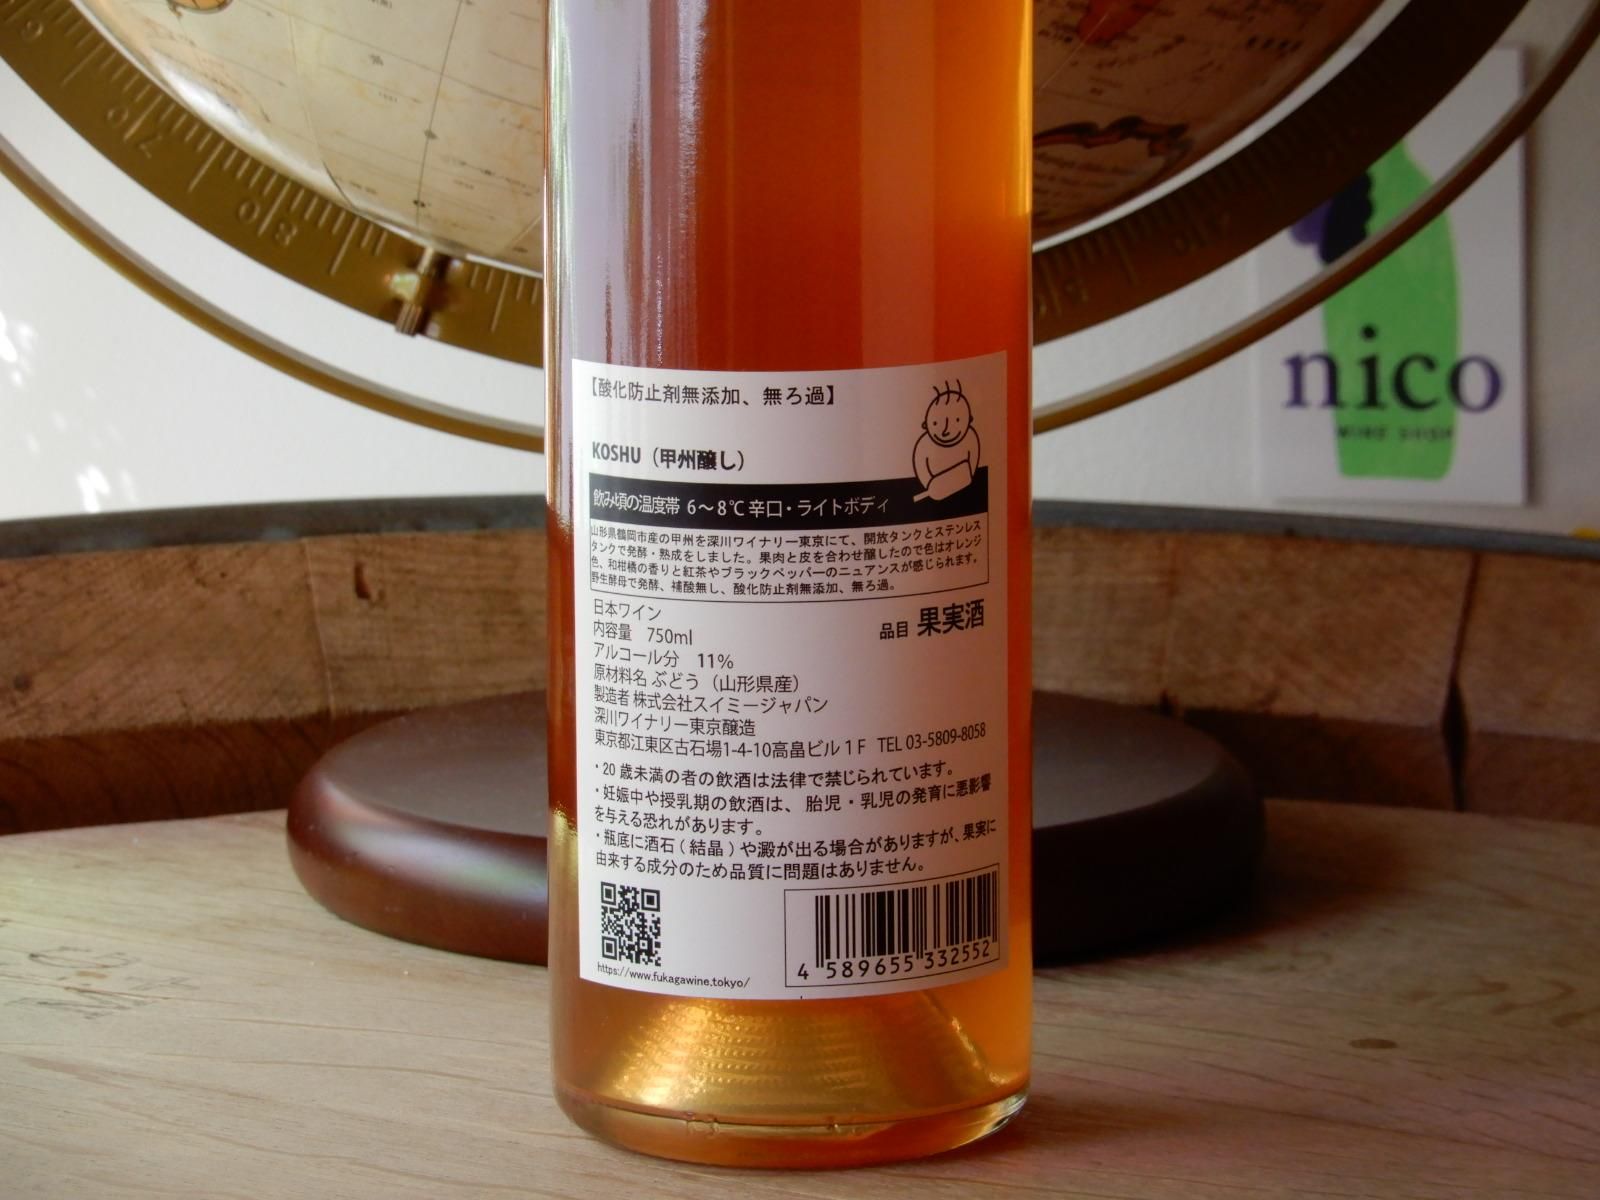 【酸化防止剤無添加、無ろ過】
KOSHU（甲州醸し）
飲み頃の温度帯 6～8℃ 辛口・ライトボディ
山形県鶴岡市産の甲州を深川ワイナリー東京にて、開放タンクとステンレス
タンクで発酵・熟成をしました。果肉と皮を合わせ醸したので色はオレンジ
色、和柑橘の香りと紅茶やブラックペッパーのニュアンスが感じられます。
野生酵母で発酵、補酸無し、酸化防止剤無添加、無ろ過。
日本ワイン
内容量 750ml
品目 果実酒
アルコール分 11%
原材料名 ぶどう（山形県産）
製造者 株式会社スイミージャパン
深川ワイナリー東京醸造
東京都江東区古石場1-4-10高畠ビル１F TEL 03-5809-8058
・20歳未満の者の飲酒は法律で禁じられています。
・妊娠中や授乳期の飲酒は、胎児・乳児の発育に悪影響
を与える恐れがあります。
・瓶底に酒石(結晶)や澱が出る場合がありますが、果実に
由来する成分のため品質に問題はありません。
https://www.fukagawine.tokyo/
4 589655 332552
nico
WINE SHOP